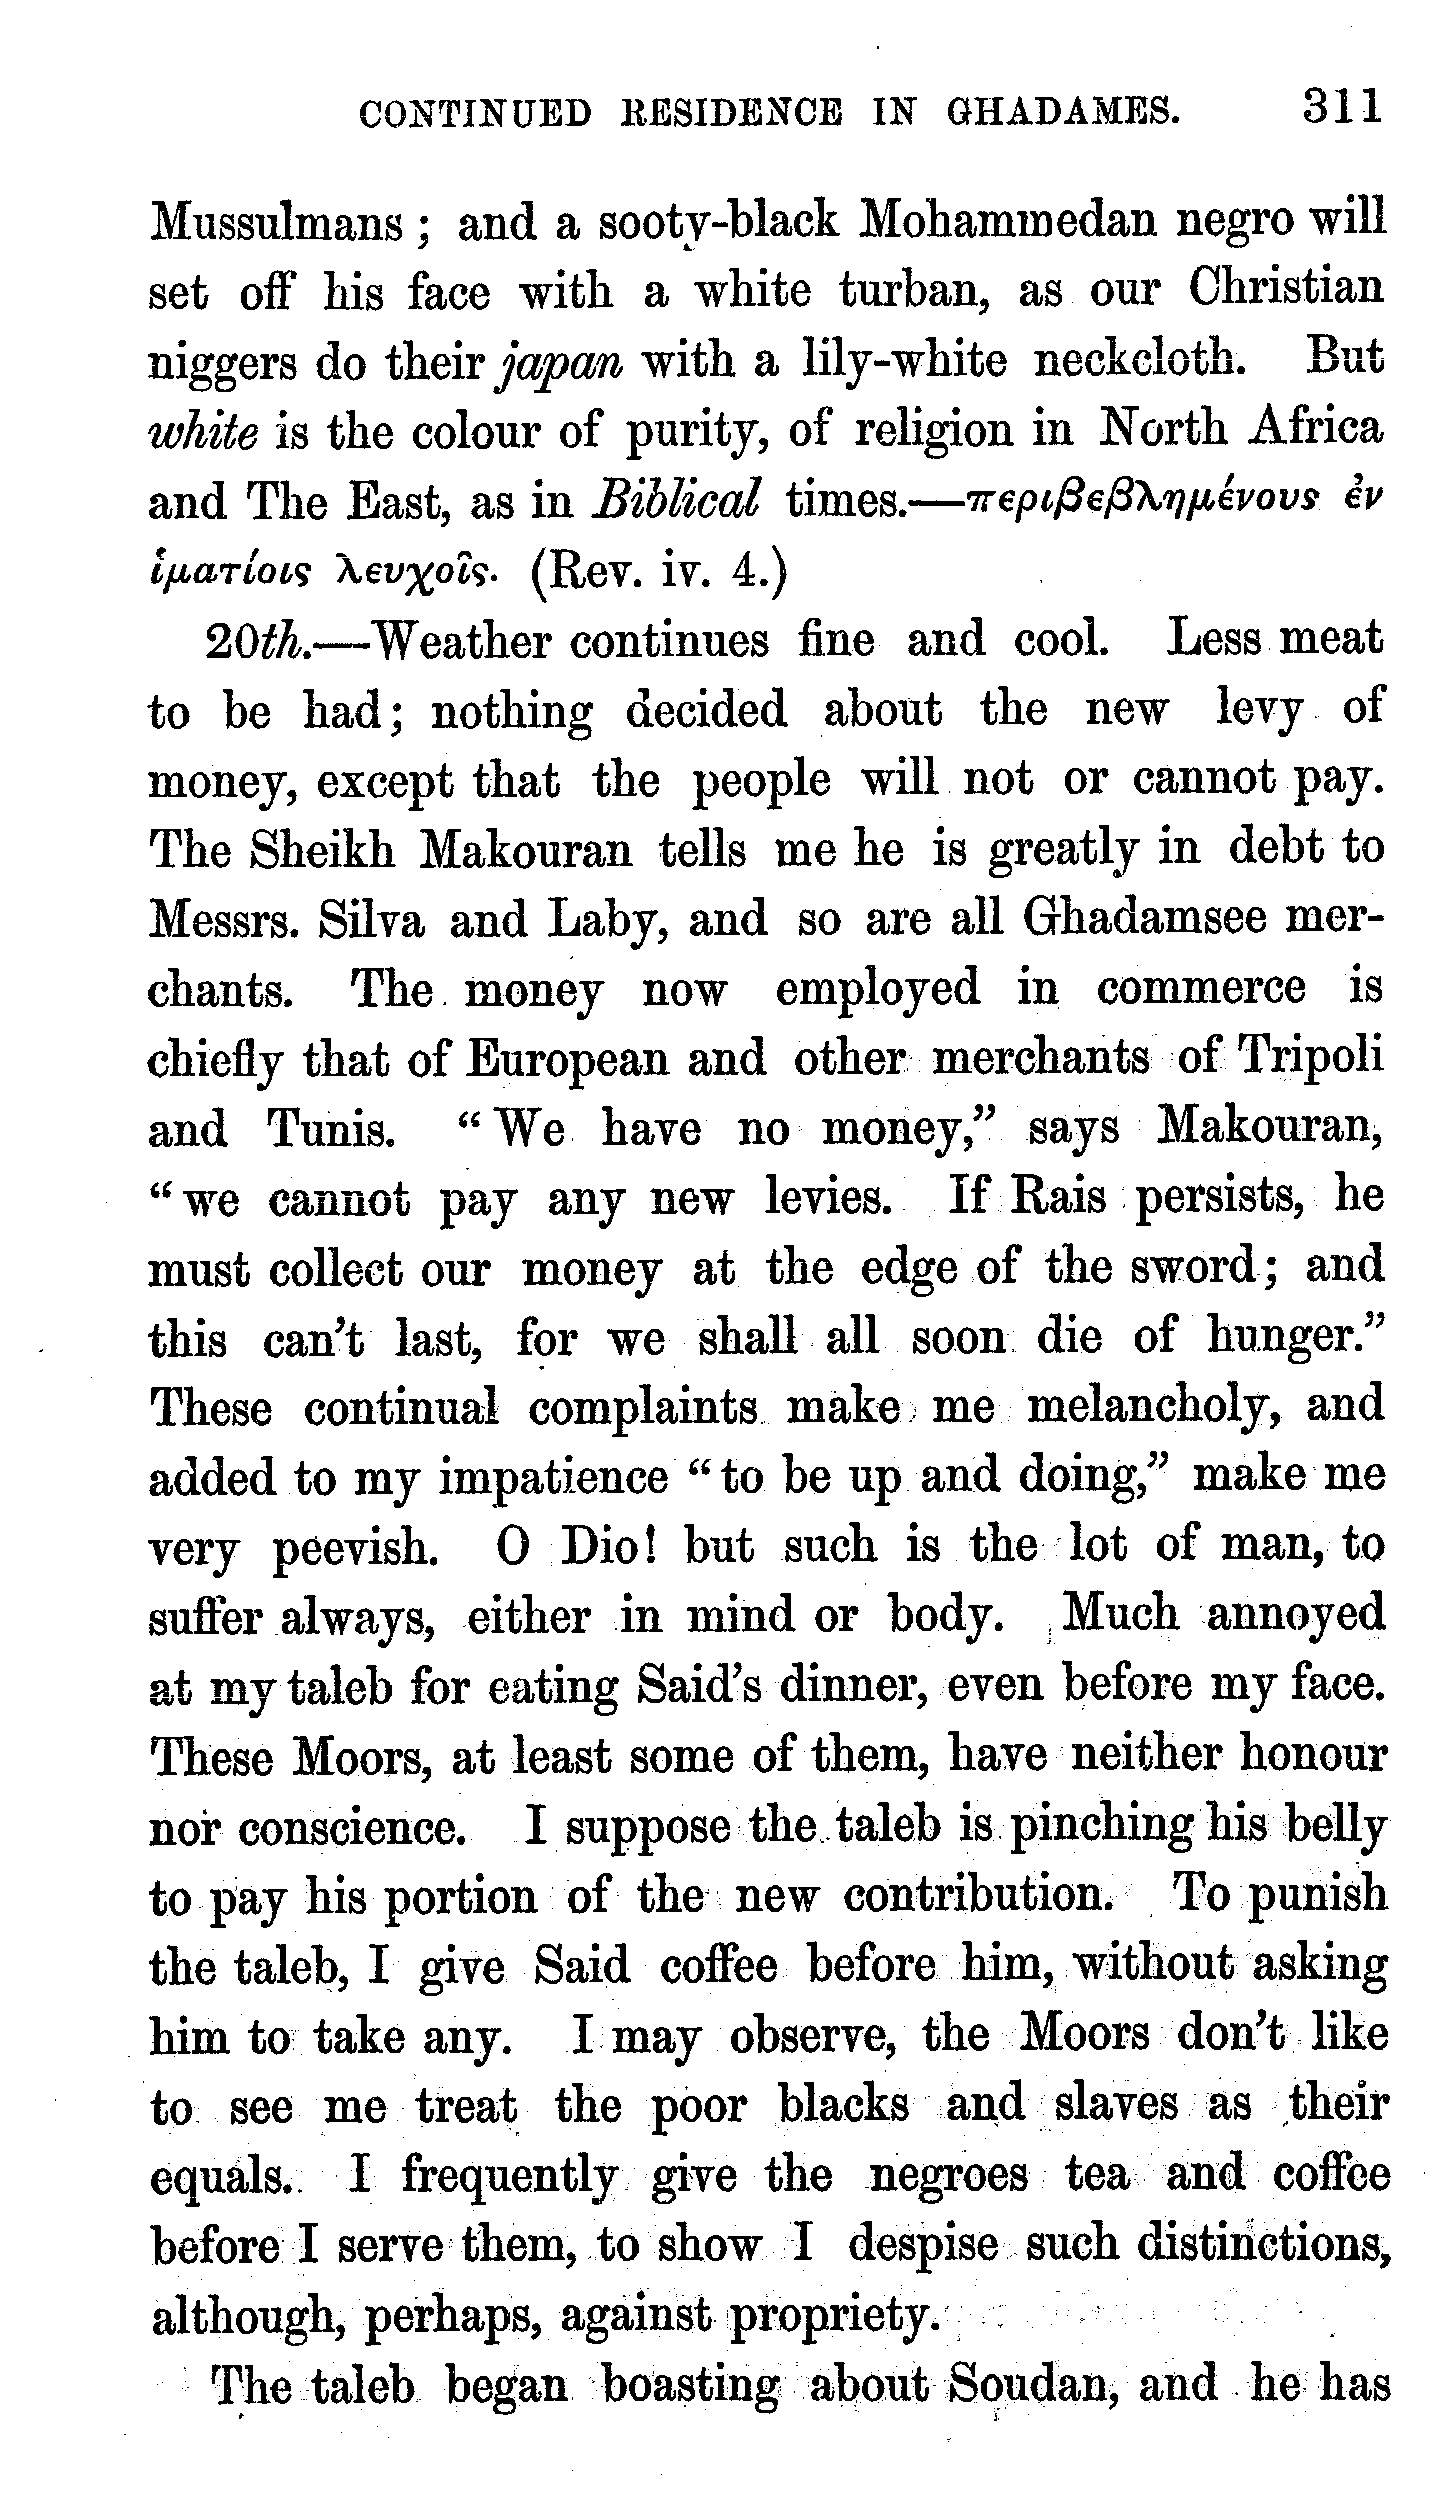 CONTINUED RESIDENCE IN GHADAMES. 311
Mussulmans ; and a sooty-black Mohammedan negro will
set off his face with a white turban, as our Christian
niggers do their japan with a lily-white neckcloth. But
white is the colour of purity, of religion in North Africa
and The East, as in Biblical times.—περιβεβλημένους ἐν
ἱματίοις λευχοῖς. (Rev. iv. 4.)
20th.—Weather continues fine and cool. Less meat
to be had; nothing decided about the new levy of
money, except that the people will not or cannot pay.
The Sheikh Makouran tells me he is greatly in debt to
Messrs. Silva and Laby, and so are all Ghadamsee mer-
chants. The money now employed in commerce is
chiefly that of European and other merchants of Tripoli
and Tunis. “We have no money,” says Makouran,
“we cannot pay any new levies. If Rais persists, he
must collect our money at the edge of the sword; and
this can't last, for we shall all soon die of hunger.”
These continual complaints make me melancholy, and
added to my impatience “to be up and doing,” make me
very peevish. O Dio! but such is the lot of man, to
suffer always, either in mind or body. Much annoyed
at my taleb for eating Said's dinner, even before my face.
These Moors, at least some of them, have neither honour
nor conscience. I suppose the taleb is pinching his belly
to pay his portion of the new contribution. To punish
the taleb, I give Said coffee before him, without asking
him to take any. I may observe, the Moors don't like
to see me treat the poor blacks and slaves as their
equals. I frequently give the negroes tea and coffee
before I serve them, to show I despise such distinctions,
although, perhaps, against propriety.
The taleb began boasting about Soudan, and he has